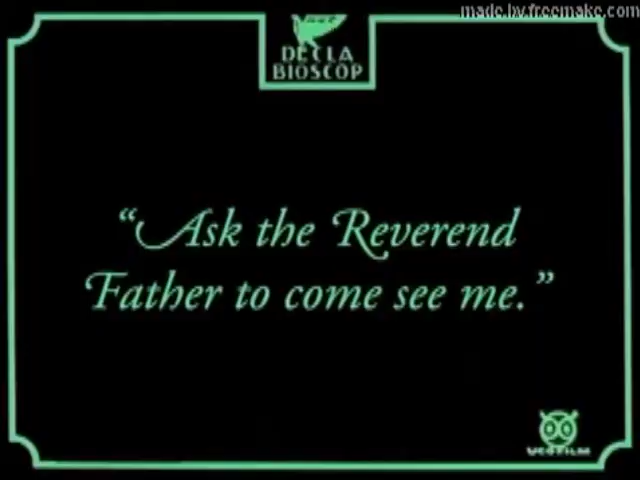 made.by.freemake.com
DECLA
BIOSCOP
“Ask the Reverend
Father to come see me.”